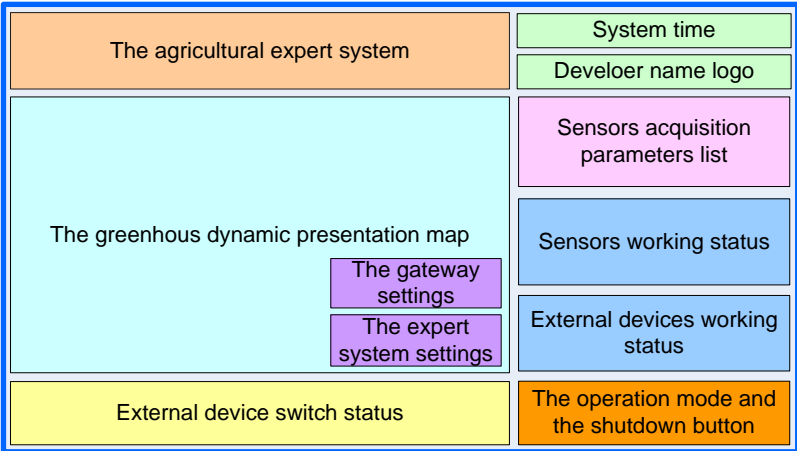 The agricultural expert system
System time
Develoer name logo
The greenhous dynamic presentation map
The gateway
settings
The expert
system settings
Sensors acquisition
parameters list
Sensors working status
External devices working
status
External device switch status
The operation mode and
the shutdown button